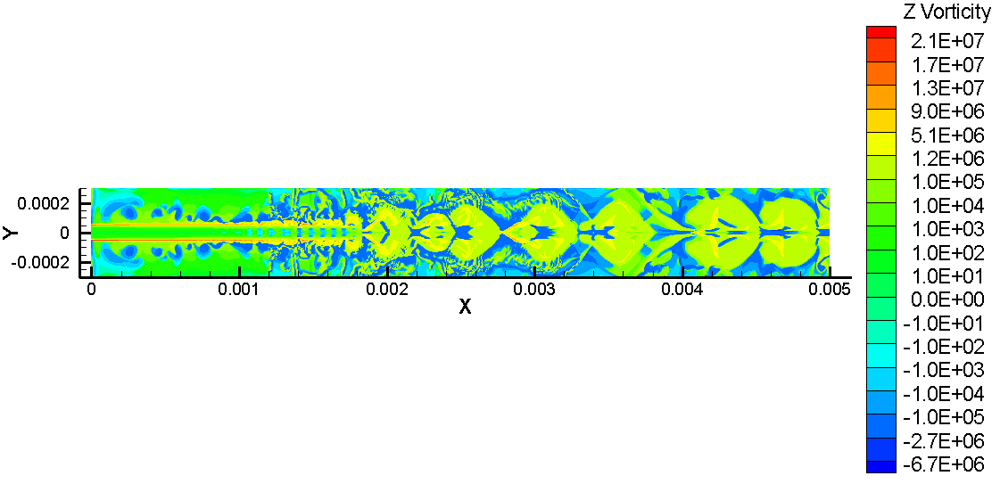 Z Vorticity
2.1E+07
1.7E+07
1.3E+07
9.0E+06
5.1E+06
1.2E+06
1.0E+05
1.0E+04
1.0E+03
1.0E+02
1.0E+01
0.0E+00
-1.0E+01
-1.0E+02
-1.0E+03
-1.0E+04
-1.0E+05
-2.7E+06
-6.7E+06
0.0002
Y 0
-0.0002
0 0.001 0.002 0.003 0.004 0.005
X